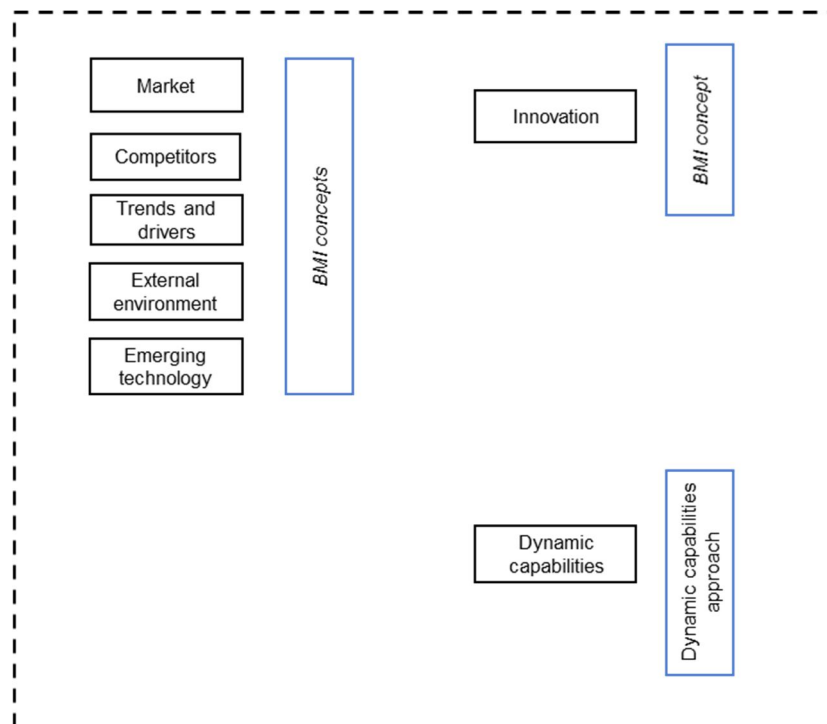 Market
Competitors
Trends and
drivers
External
environment
Emerging
technology
BMI concepts
Innovation
BMI concept
Dynamic
capabilities
Dynamic capabilities
approach